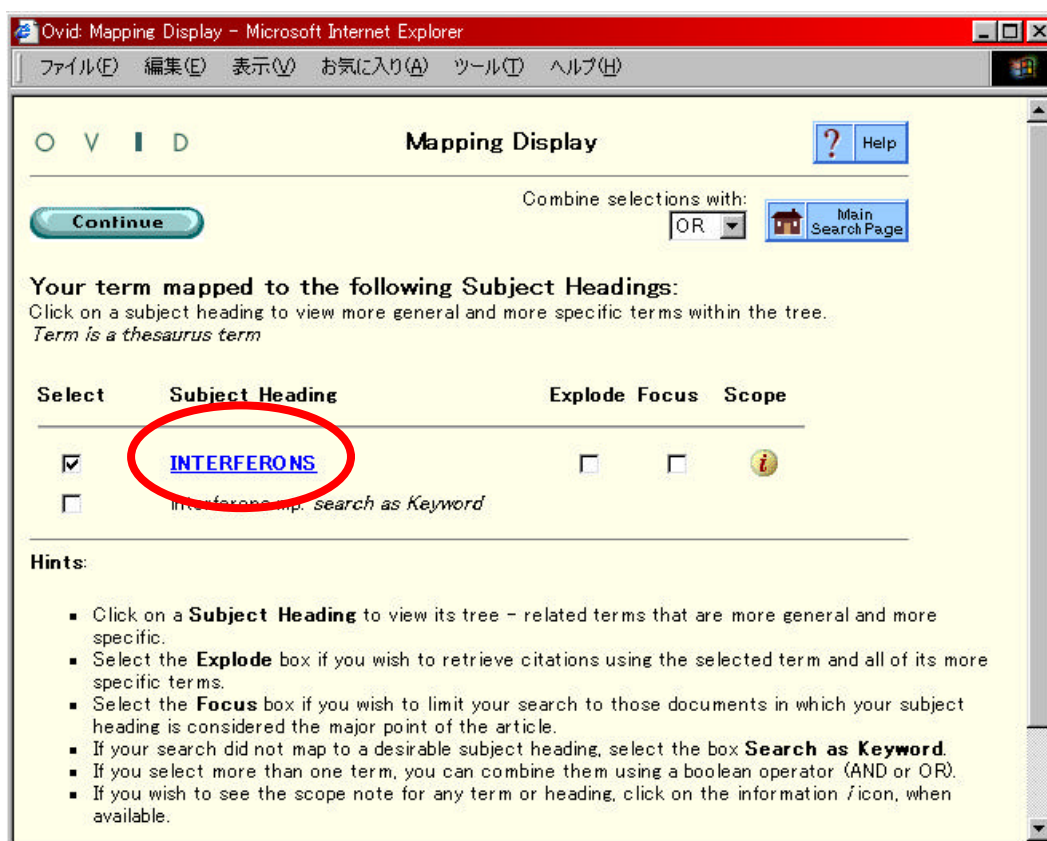 Ovid: Mapping Display - Microsoft Internet Explorer
ファイル(F) 編集(E) 表示(V) お気に入り(A) ツール(T) ヘルプ(H)
O V I D
Mapping Display
? Help
Continue
Combine selections with:
OR
Main Search Page
Your term mapped to the following Subject Headings:
Click on a subject heading to view more general and more specific terms within the tree.
Term is a thesaurus term
Select Subject Heading Explode Focus Scope
INTERFERONS
i
interferons.mp. search as Keyword
Hints:
▪ Click on a Subject Heading to view its tree - related terms that are more general and more
specific.
▪ Select the Explode box if you wish to retrieve citations using the selected term and all of its more
specific terms.
▪ Select the Focus box if you wish to limit your search to those documents in which your subject
heading is considered the major point of the article.
▪ If your search did not map to a desirable subject heading, select the box Search as Keyword.
▪ If you select more than one term, you can combine them using a boolean operator (AND or OR).
▪ If you wish to see the scope note for any term or heading, click on the information i icon, when
available.